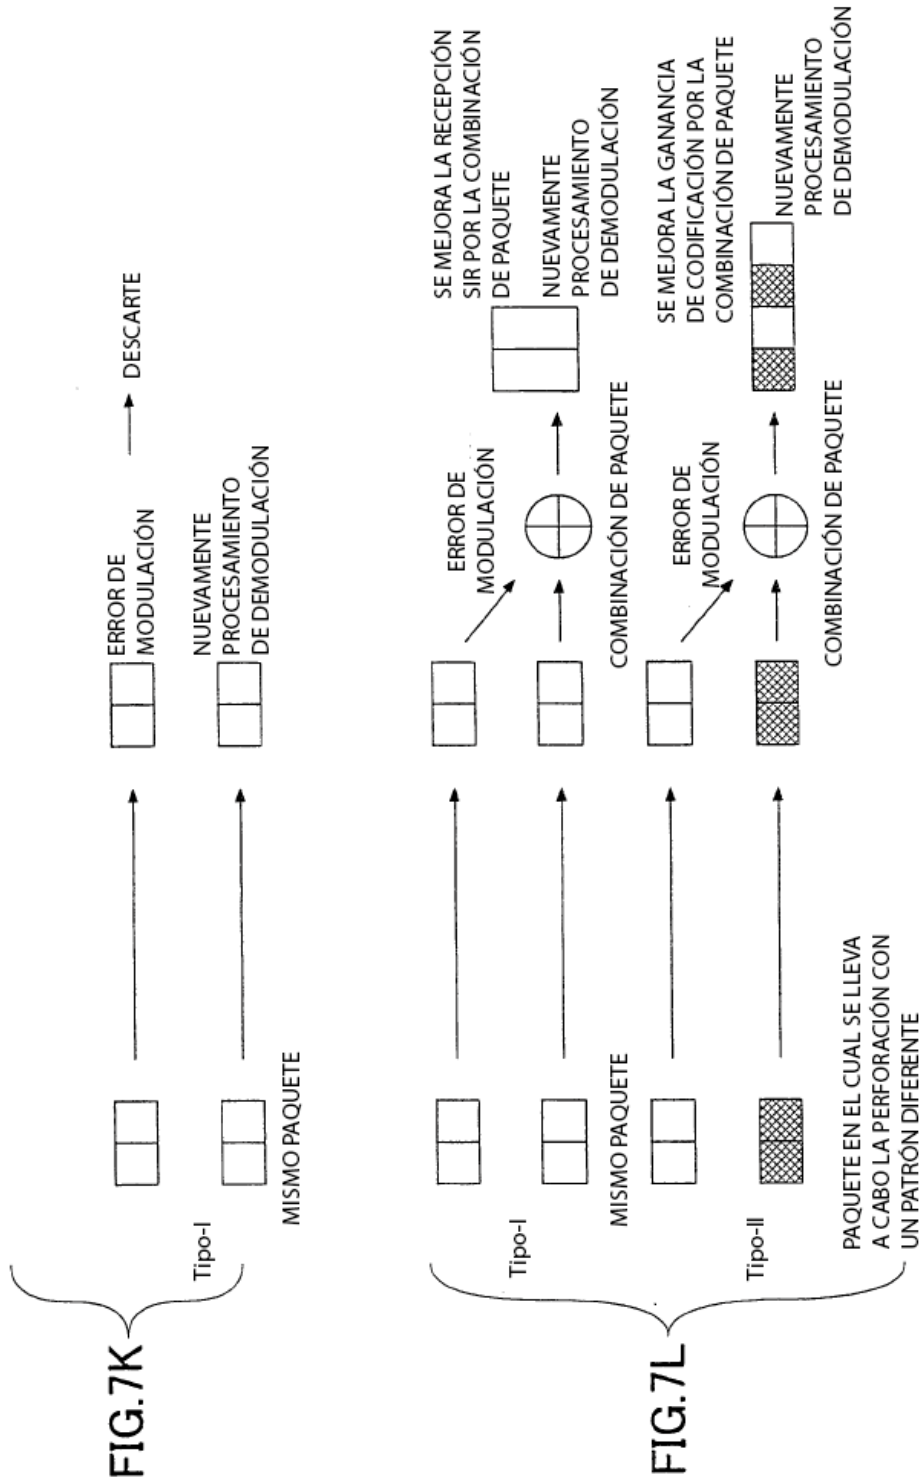 FIG.7K
Tipo-I
MISMO PAQUETE
ERROR DE
MODULACIÓN
DESCARTE
NUEVAMENTE
PROCESAMIENTO
DE DEMODULACIÓN
FIG.7L
Tipo-I
MISMO PAQUETE
ERROR DE
MODULACIÓN
COMBINACIÓN DE PAQUETE
SE MEJORA LA RECEPCIÓN
SIR POR LA COMBINACIÓN
DE PAQUETE
NUEVAMENTE
PROCESAMIENTO
DE DEMODULACIÓN
Tipo-II
PAQUETE EN EL CUAL SE LLEVA
A CABO LA PERFORACIÓN CON
UN PATRÓN DIFERENTE
ERROR DE
MODULACIÓN
COMBINACIÓN DE PAQUETE
SE MEJORA LA GANANCIA
DE CODIFICACIÓN POR LA
COMBINACIÓN DE PAQUETE
NUEVAMENTE
PROCESAMIENTO
DE DEMODULACIÓN